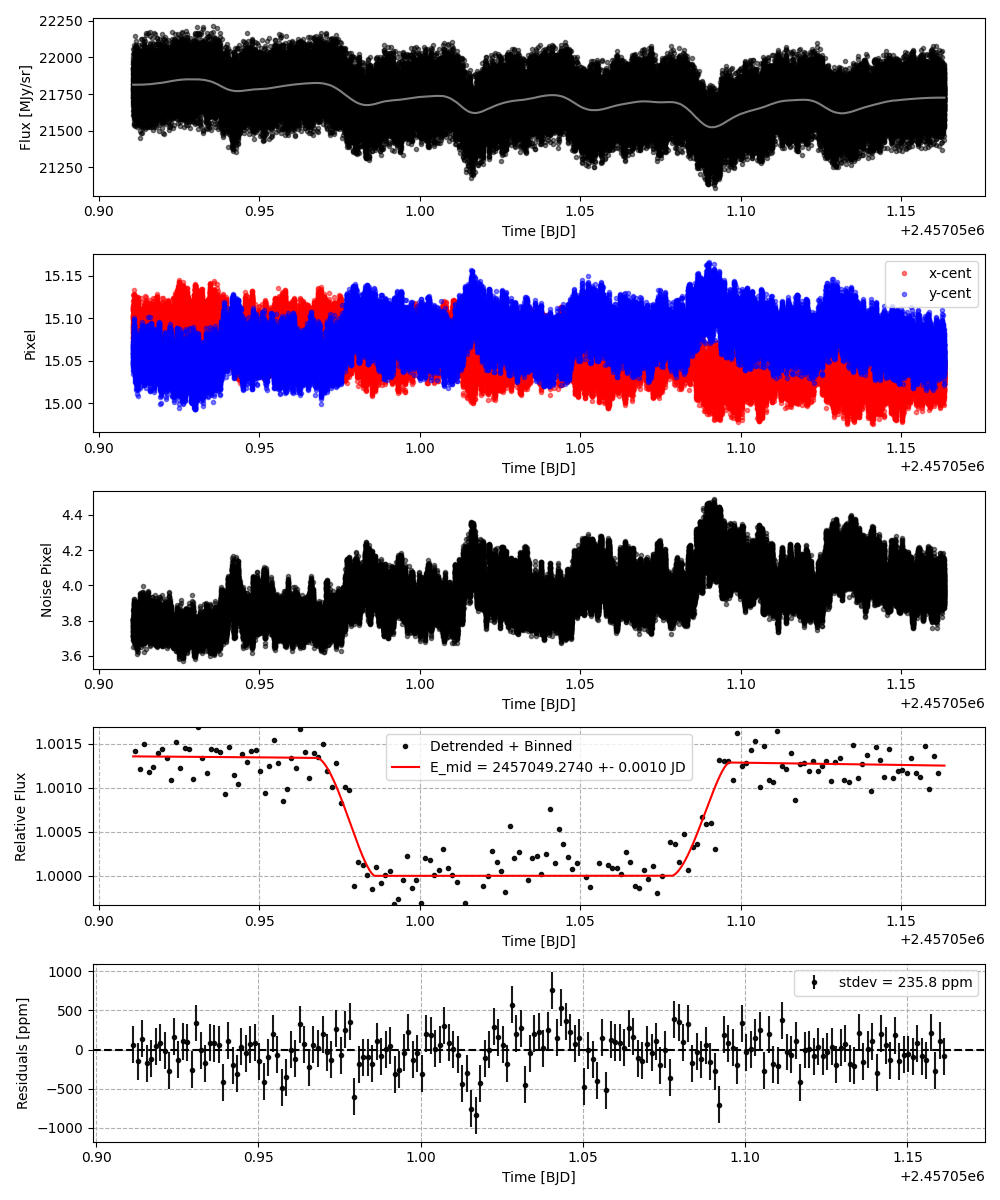 22250
22000
21750
21500
21250
Flux [MJy/sr]
0.90 0.95 1.00 1.05 1.10 1.15
Time [BJD]
+2.45705e6
15.15
15.10
15.05
15.00
Pixel
x-cent
y-cent
0.90 0.95 1.00 1.05 1.10 1.15
Time [BJD]
+2.45705e6
4.4
4.2
4.0
3.8
3.6
Noise Pixel
0.90 0.95 1.00 1.05 1.10 1.15
Time [BJD]
+2.45705e6
1.0015
1.0010
1.0005
1.0000
Relative Flux
Detrended + Binned
E_mid = 2457049.2740 +- 0.0010 JD
0.90 0.95 1.00 1.05 1.10 1.15
Time [BJD]
+2.45705e6
1000
500
0
−500
−1000
Residuals [ppm]
stdev = 235.8 ppm
0.90 0.95 1.00 1.05 1.10 1.15
Time [BJD]
+2.45705e6